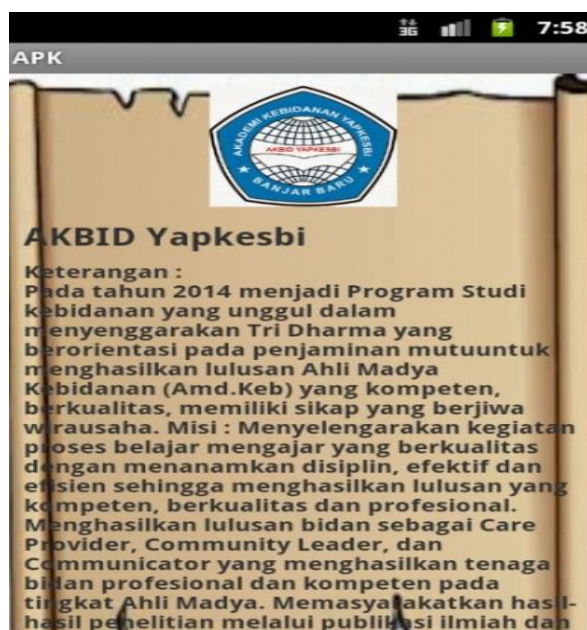 3G 7:58
APK
AKADEMI KEBIDANAN YAPKESBI
AKBID YAPKESBI
BANJAR BARU
AKBID Yapkesbi
Keterangan :
Pada tahun 2014 menjadi Program Studi
kebidanan yang unggul dalam
menyenggarakan Tri Dharma yang
berorientasi pada penjaminan mutuuntuk
menghasilkan lulusan Ahli Madya
Kebidanan (Amd.Keb) yang kompeten,
berkualitas, memiliki sikap yang berjiwa
wirausaha. Misi : Menyelengarakan kegiatan
proses belajar mengajar yang berkualitas
dengan menanamkan disiplin, efektif dan
efisien sehingga menghasilkan lulusan yang
kompeten, berkualitas dan profesional.
Menghasilkan lulusan bidan sebagai Care
Provider, Community Leader, dan
Communicator yang menghasilkan tenaga
bidan profesional dan kompeten pada
tingkat Ahli Madya. Memasyarakatkan hasil-
hasil penelitian melalui publikasi ilmiah dan